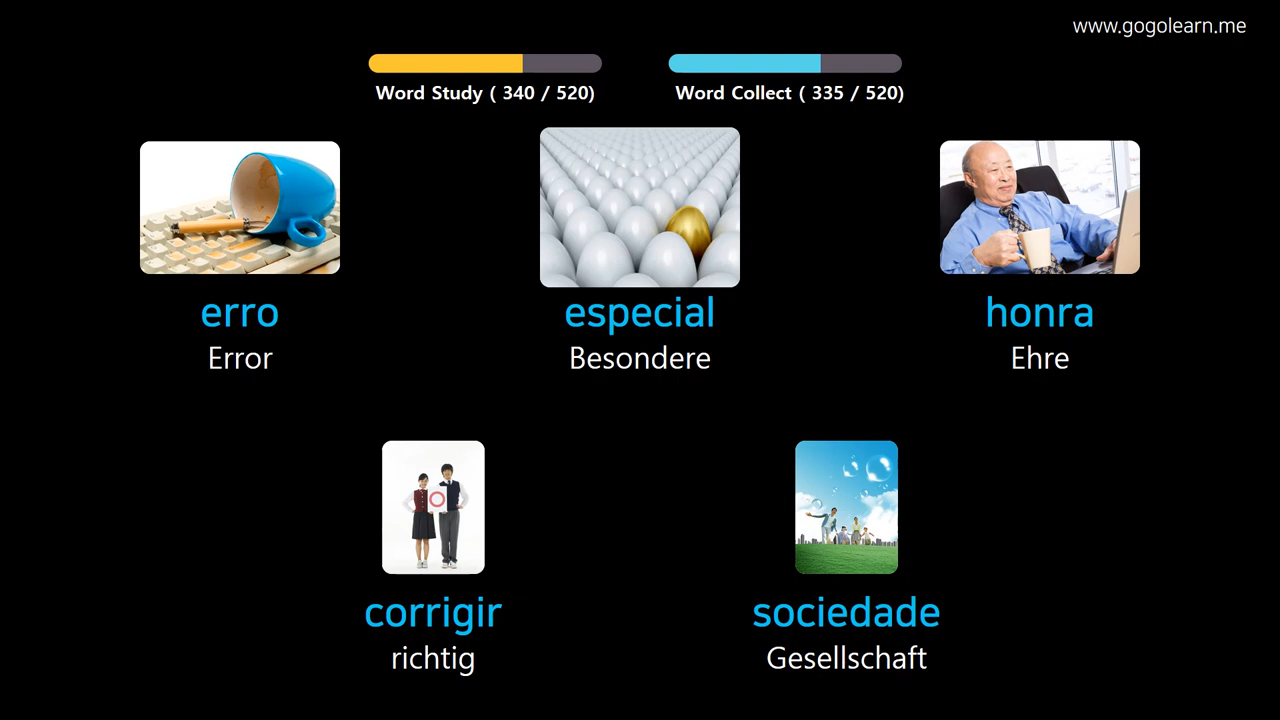 www.gogolearn.me
Word Study ( 340 / 520)
Word Collect ( 335 / 520)
erro
Error
especial
Besondere
honra
Ehre
corrigir
richtig
sociedade
Gesellschaft